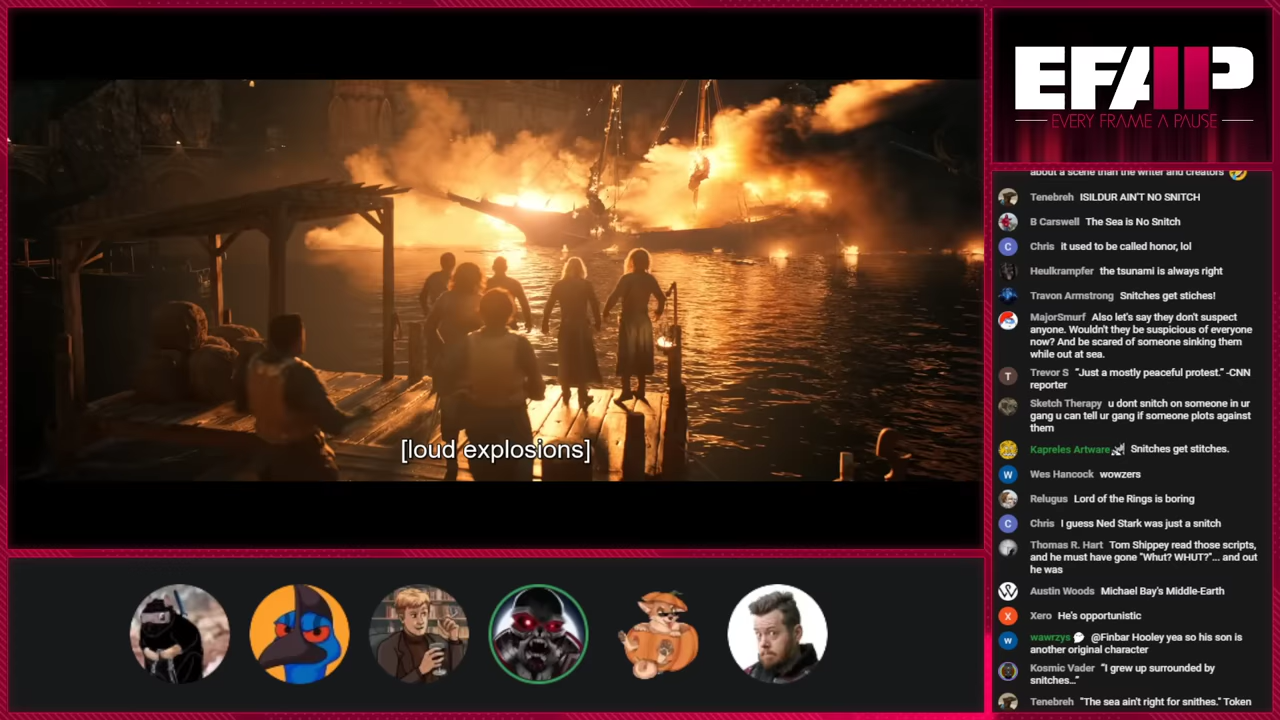 [loud explosions]
EFAP
EVERY FRAME A PAUSE
about a scene than the writer and creators 🤣
Tenebreh ISILDUR AIN'T NO SNITCH
B Carswell The Sea is No Snitch
C
Chris it used to be called honor, lol
Heulkrampfer the tsunami is always right
Travon Armstrong Snitches get stiches!
MajorSmurf Also let's say they don't suspect
anyone. Wouldn't they be suspicious of everyone
now? And be scared of someone sinking them
while out at sea.
T
Trevor S "Just a mostly peaceful protest." -CNN
reporter
Sketch Therapy u dont snitch on someone in ur
gang u can tell ur gang if someone plots against
them
Kapreles Artware Snitches get stitches.
W
Wes Hancock wowzers
Relugus Lord of the Rings is boring
C
Chris I guess Ned Stark was just a snitch
Thomas R. Hart Tom Shippey read those scripts,
and he must have gone "Whut? WHUT?"... and out
he was
Austin Woods Michael Bay's Middle-Earth
X
Xero He's opportunistic
w
wawrzys @Finbar Hooley yea so his son is
another original character
Kosmic Vader "I grew up surrounded by
snitches..."
Tenebreh "The sea ain't right for snithes." Token